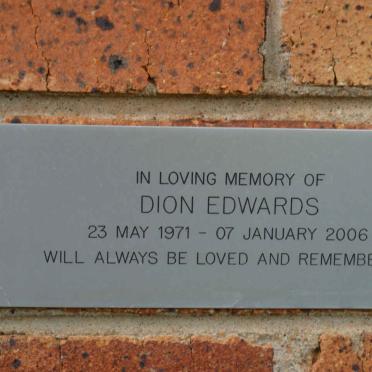 IN LOVING MEMORY OF
DION EDWARDS
23 MAY 1971 - 07 JANUARY 2006
WILL ALWAYS BE LOVED AND REMEMBE